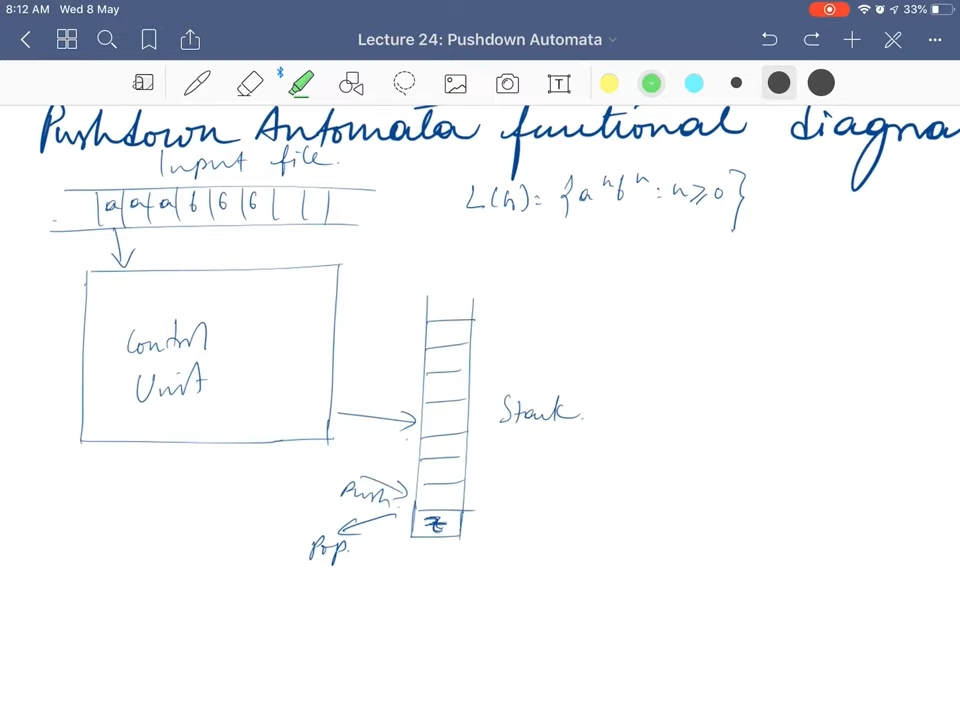 8:12 AM Wed 8 May
33%
Lecture 24: Pushdown Automata
T
Pushdown Automata functional diagra
Input file.
a a a b b b
L(h) = {aⁿbⁿ : n ≥ 0}
Control
Unit
Stack.
Push.
Pop.
z